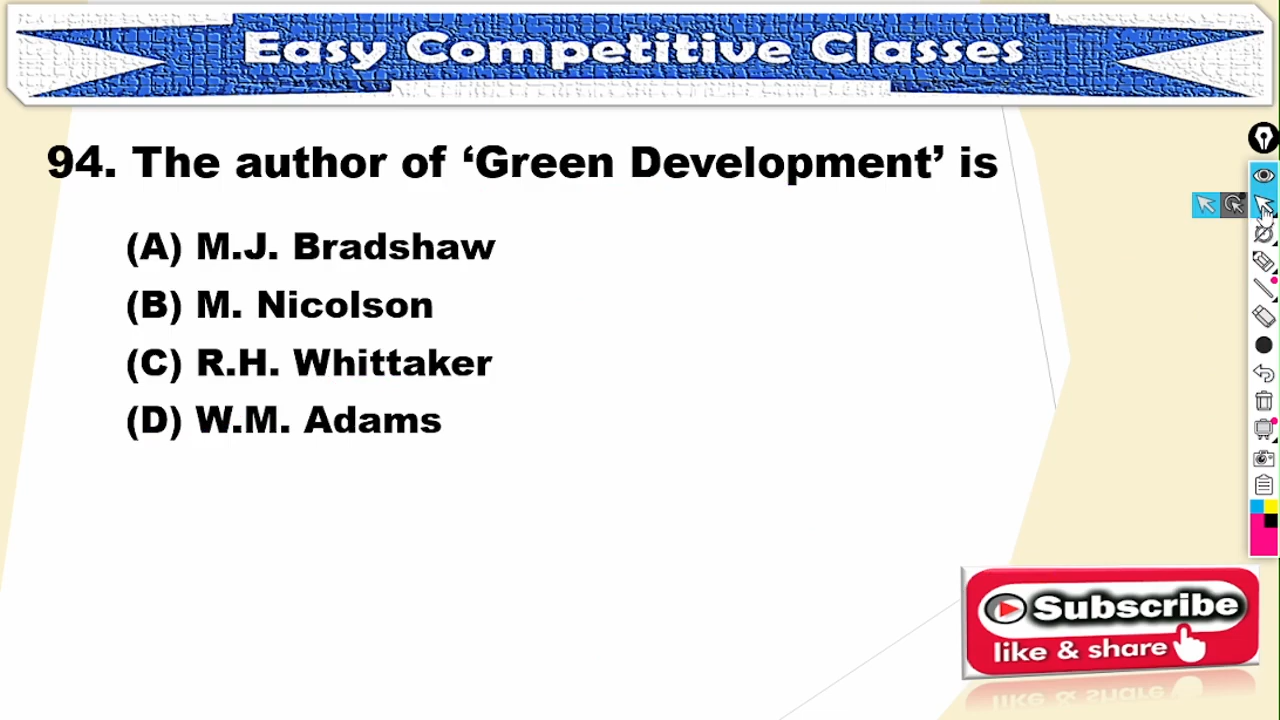 Easy Competitive Classes
94. The author of ‘Green Development’ is
(A) M.J. Bradshaw
(B) M. Nicolson
(C) R.H. Whittaker
(D) W.M. Adams
Subscribe
like & share